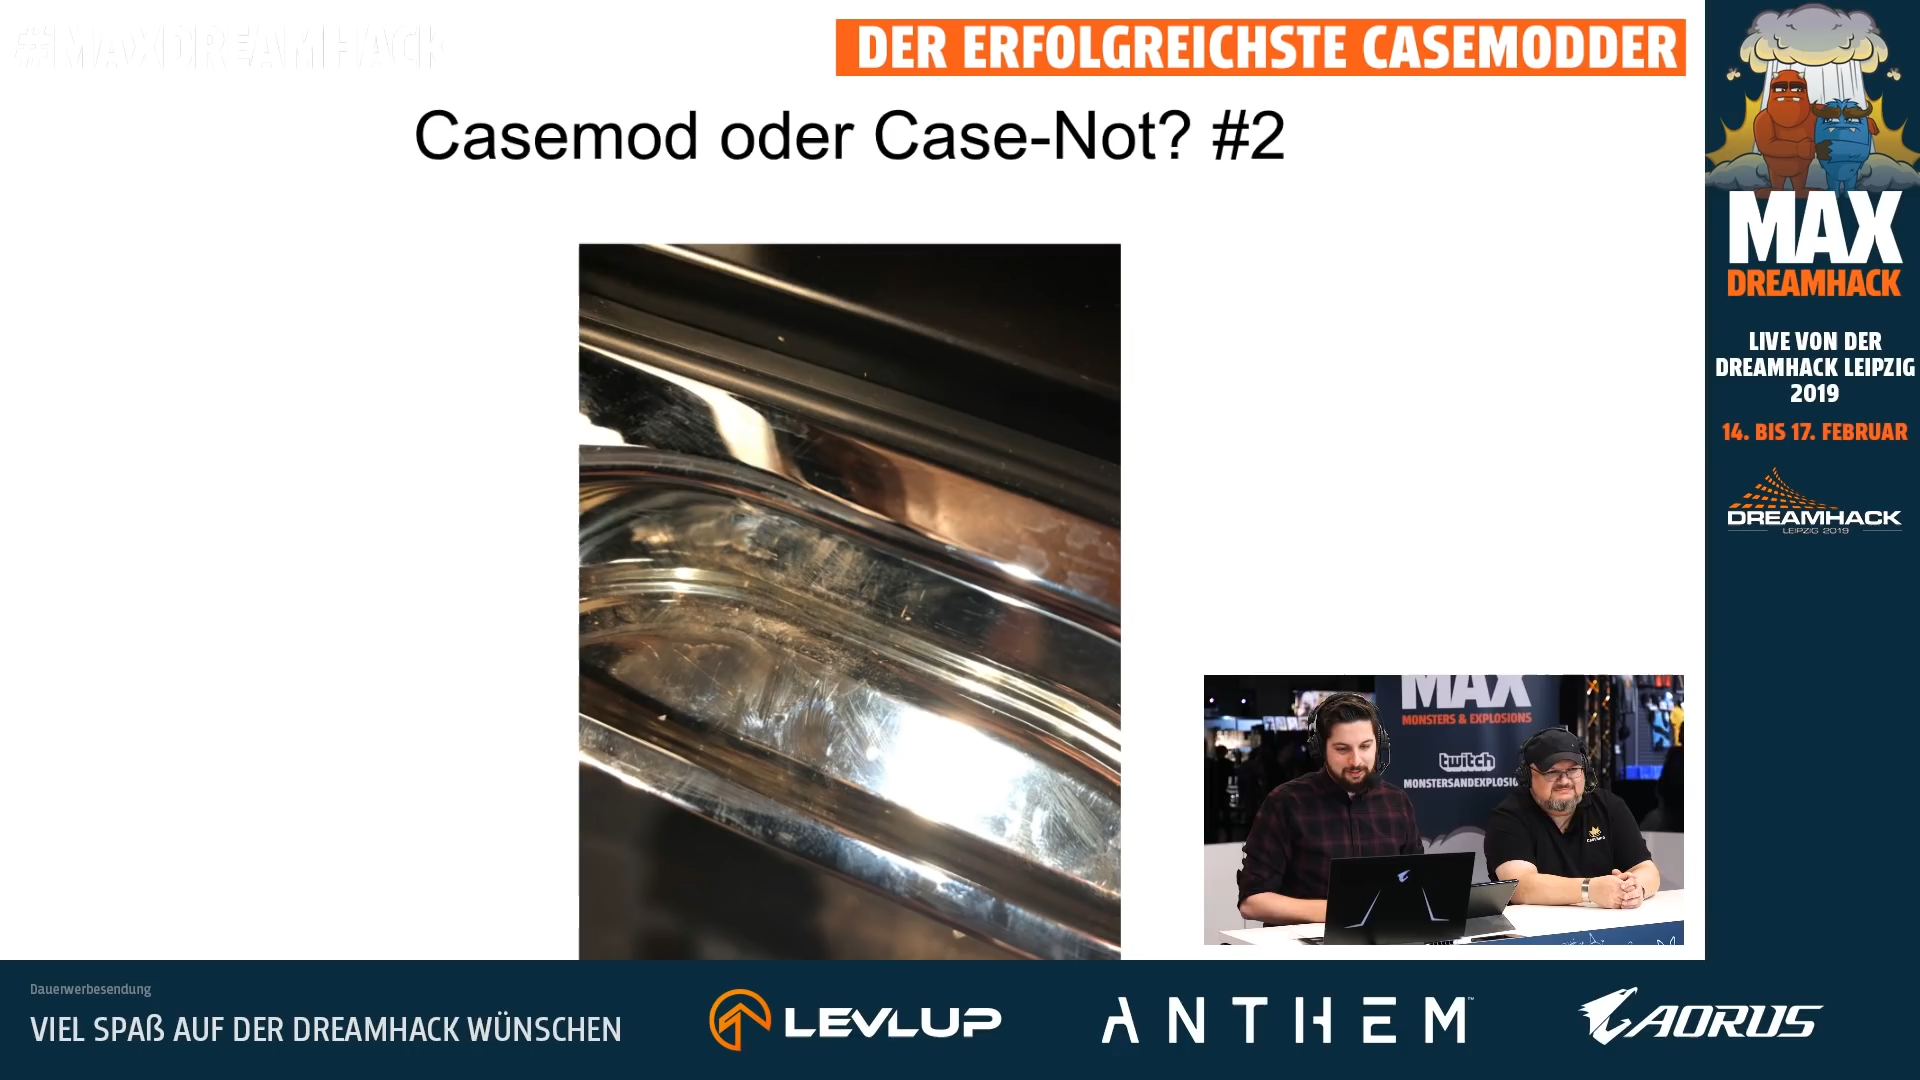 #MAXDREAMHACK
DER ERFOLGREICHSTE CASEMODDER
Casemod oder Case-Not? #2
MAX
DREAMHACK
LIVE VON DER
DREAMHACK LEIPZIG
2019
14. BIS 17. FEBRUAR
DREAMHACK
LEIPZIG 2019
MAX
MONSTERS & EXPLOSIONS
twitch
MONSTERSANDEXPLOSIO
Dauerwerbesendung
VIEL SPAß AUF DER DREAMHACK WÜNSCHEN
LEVLUP
ANTHEM™
AORUS